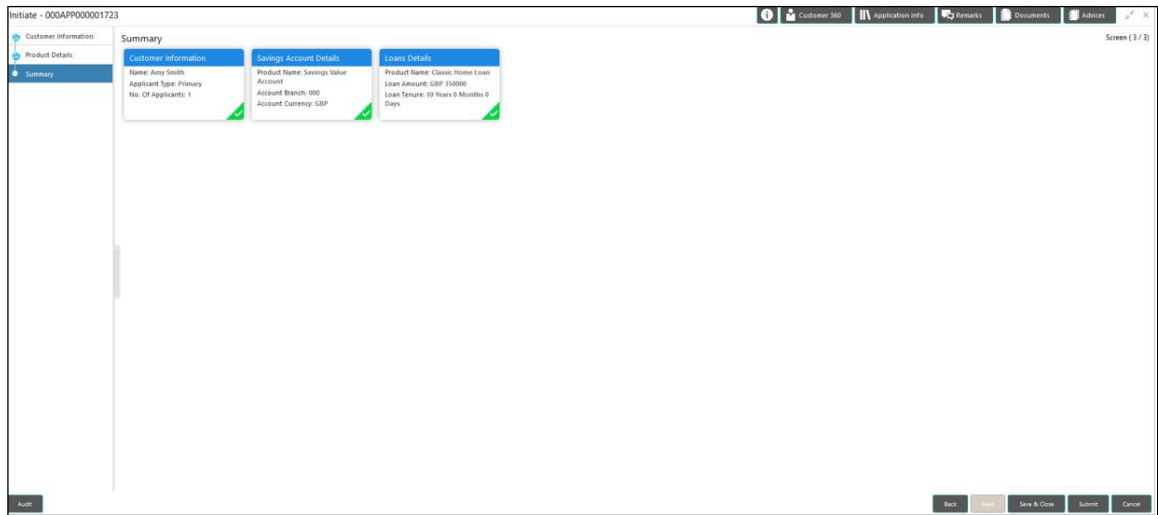 Initiate - 000APP000001723
Customer 360
Application Info
Remarks
Documents
Advices
Customer Information
Product Details
Summary
Summary
Screen ( 3 / 3)
Customer Information
Name: Amy Smith
Applicant Type: Primary
No. Of Applicants: 1
Savings Account Details
Product Name: Savings Value
Account
Account Branch: 000
Account Currency: GBP
Loans Details
Product Name: Classic Home Loan
Loan Amount: GBP 350000
Loan Tenure: 10 Years 0 Months 0
Days
Audit
Back
Next
Save & Close
Submit
Cancel